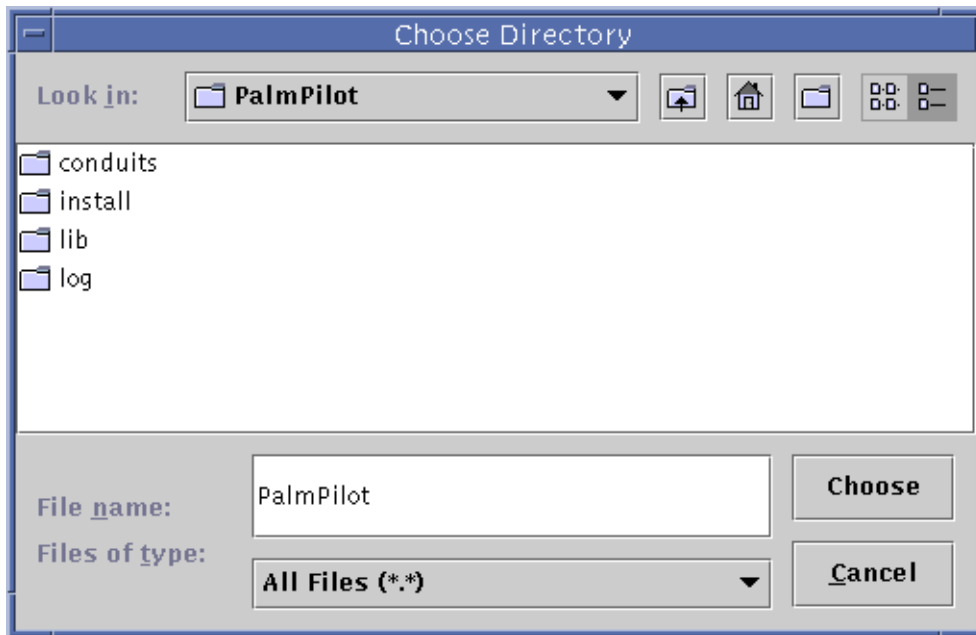 Choose Directory
Look in: PalmPilot
conduits
install
lib
log
File name: PalmPilot Choose
Files of type: All Files (*.*) Cancel